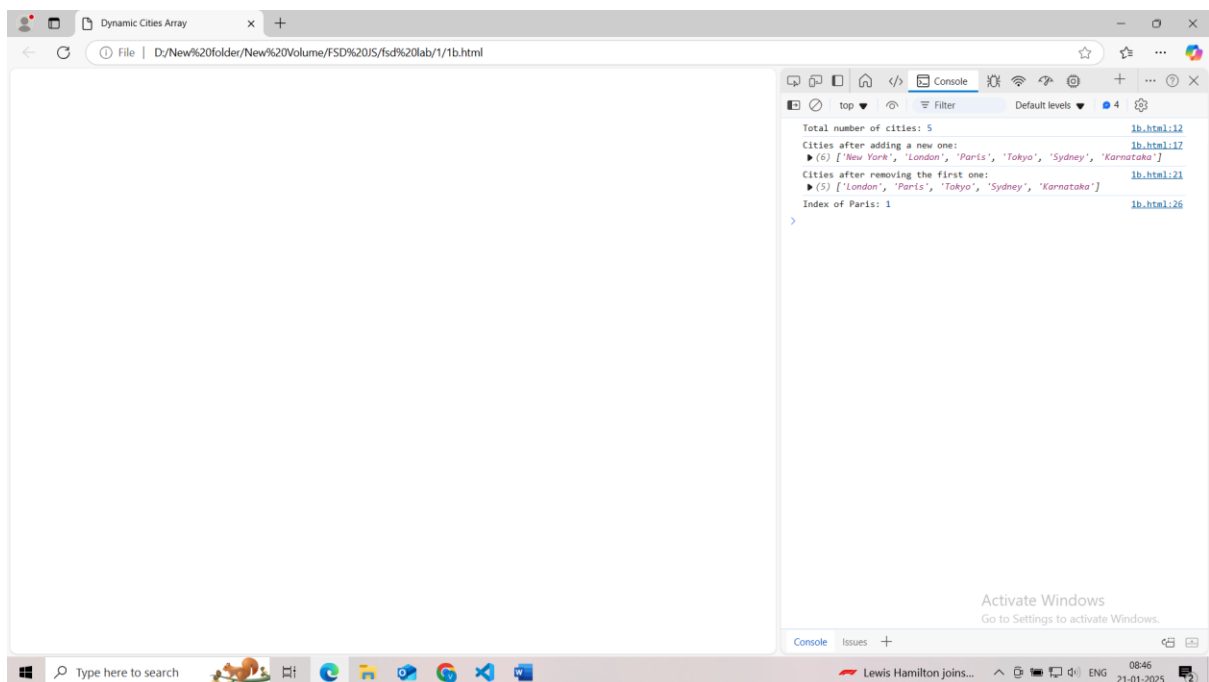 Dynamic Cities Array
File | D:/New%20folder/New%20Volume/FSD%20JS/fsd%20lab/1/1b.html
Console
top ▼ Filter Default levels ▼ 4
Total number of cities: 5 1b.html:12
Cities after adding a new one: 1b.html:17
(6) ['New York', 'London', 'Paris', 'Tokyo', 'Sydney', 'Karnataka']
Cities after removing the first one: 1b.html:21
(5) ['London', 'Paris', 'Tokyo', 'Sydney', 'Karnataka']
Index of Paris: 1 1b.html:26
>
Activate Windows
Go to Settings to activate Windows.
Console Issues
Type here to search Lewis Hamilton joins... ENG 08:46
21-01-2025 2